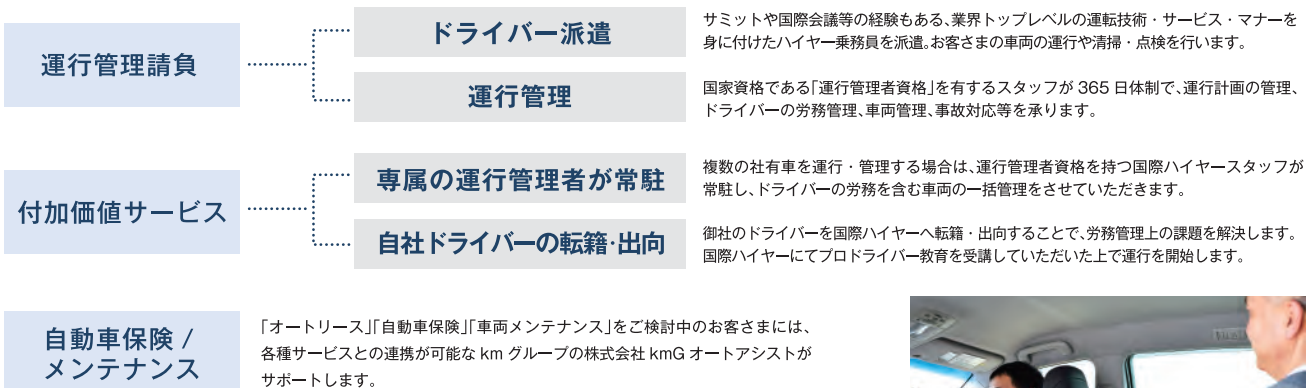 運行管理請負
ドライバー派遣
サミットや国際会議等の経験もある、業界トップレベルの運転技術・サービス・マナーを
身に付けたハイヤー乗務員を派遣。お客さまの車両の運行や清掃・点検を行います。
運行管理
国家資格である「運行管理者資格」を有するスタッフが 365 日体制で、運行計画の管理、
ドライバーの労務管理、車両管理、事故対応等を承ります。
付加価値サービス
専属の運行管理者が常駐
複数の社有車を運行・管理する場合は、運行管理者資格を持つ国際ハイヤースタッフが
常駐し、ドライバーの労務を含む車両の一括管理をさせていただきます。
自社ドライバーの転籍・出向
御社のドライバーを国際ハイヤーへ転籍・出向することで、労務管理上の課題を解決します。
国際ハイヤーにてプロドライバー教育を受講していただいた上で運行を開始します。
自動車保険 /
メンテナンス
「オートリース」「自動車保険」「車両メンテナンス」をご検討中のお客さまには、
各種サービスとの連携が可能な km グループの株式会社 kmG オートアシストが
サポートします。